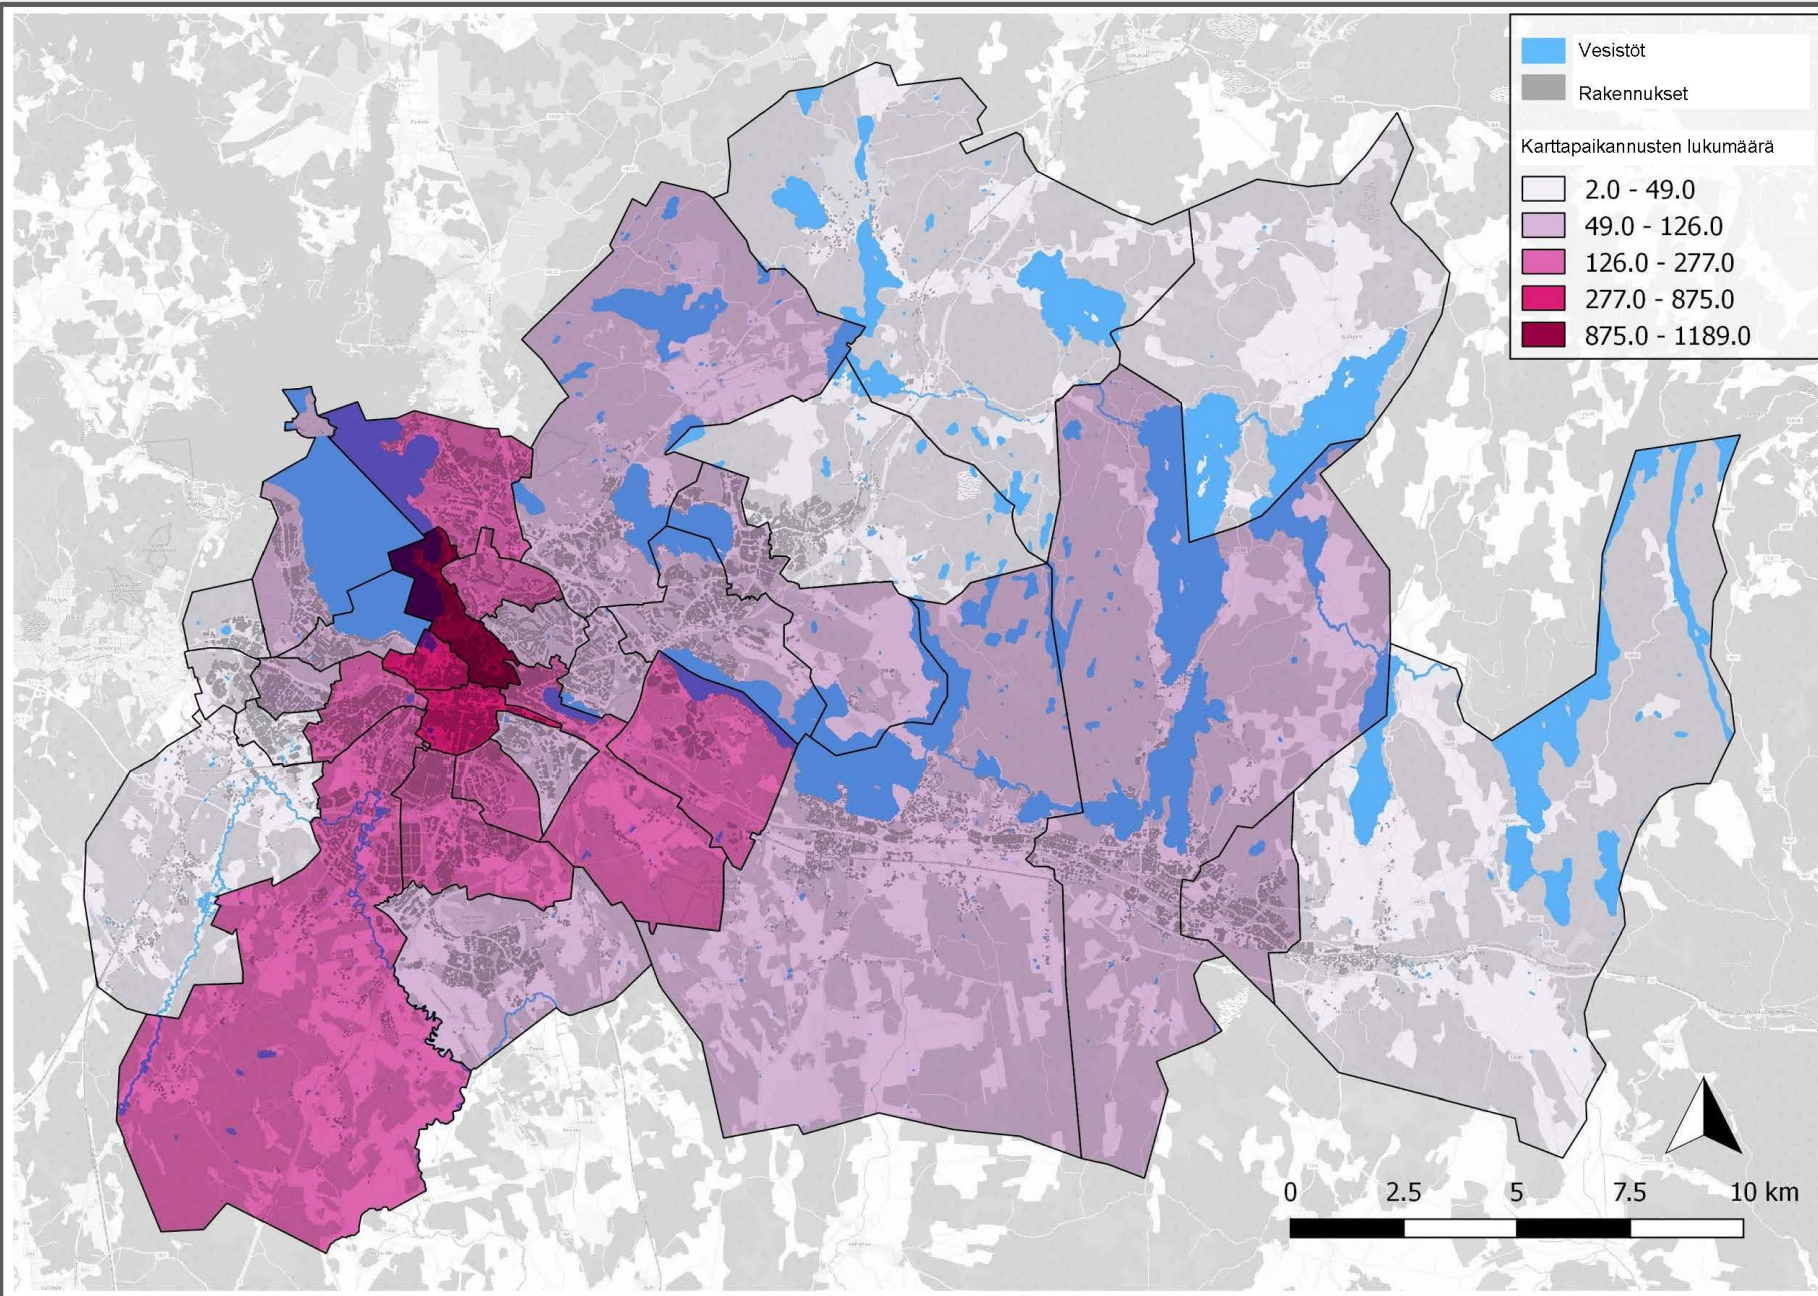 Vesistöt
Rakennukset
Karttapaikannusten lukumäärä
2.0 - 49.0
49.0 - 126.0
126.0 - 277.0
277.0 - 875.0
875.0 - 1189.0
0 2.5 5 7.5 10 km